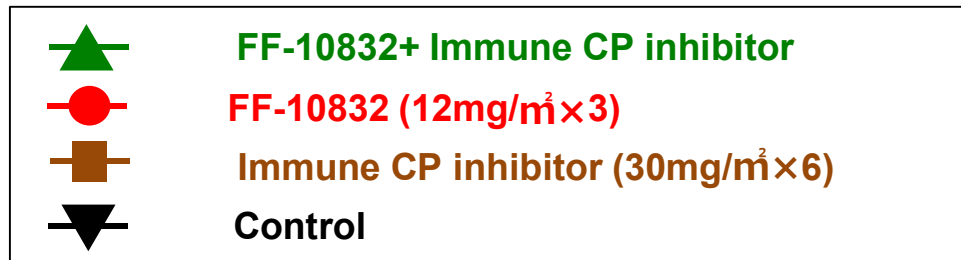 FF-10832+ Immune CP inhibitor
FF-10832 (12mg/㎡×3)
Immune CP inhibitor (30mg/㎡×6)
Control